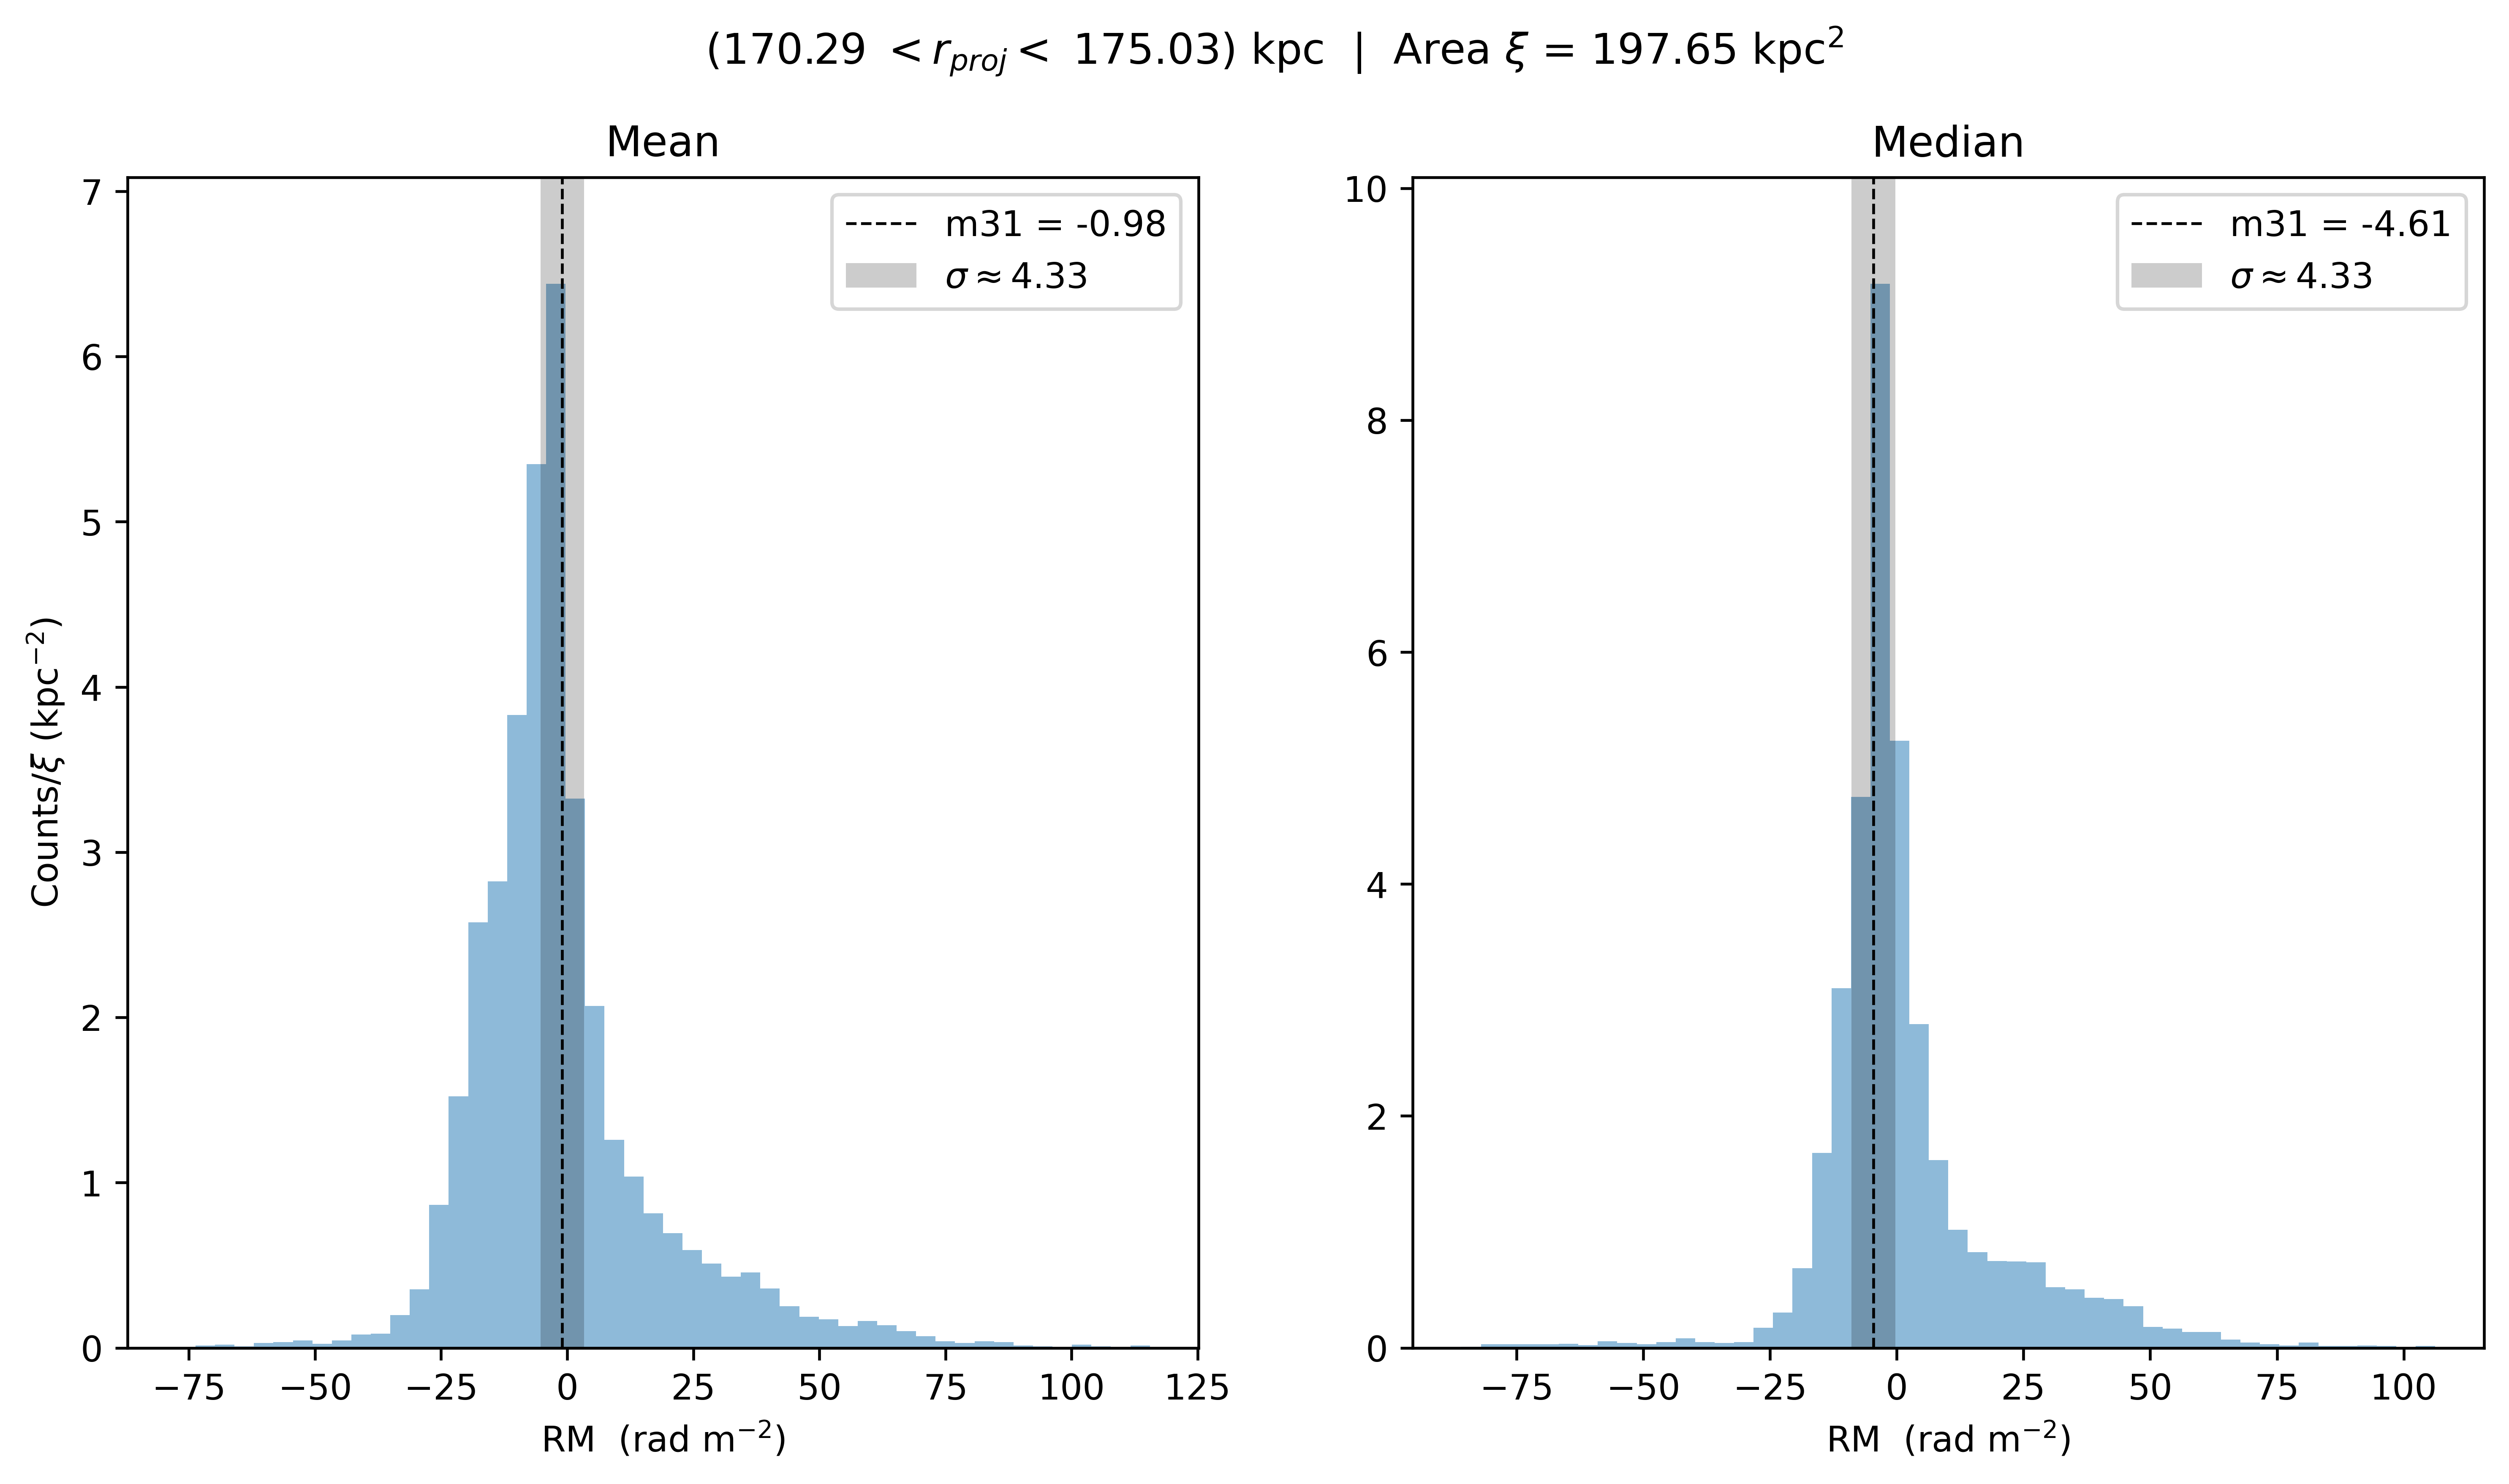 (170.29 < r_proj < 175.03) kpc | Area ξ = 197.65 kpc²
Mean
m31 = -0.98
σ ≈ 4.33
7
6
5
4
3
2
1
0
Counts/ξ (kpc⁻²)
−75 −50 −25 0 25 50 75 100 125
RM (rad m⁻²)
Median
m31 = -4.61
σ ≈ 4.33
10
8
6
4
2
0
−75 −50 −25 0 25 50 75 100
RM (rad m⁻²)